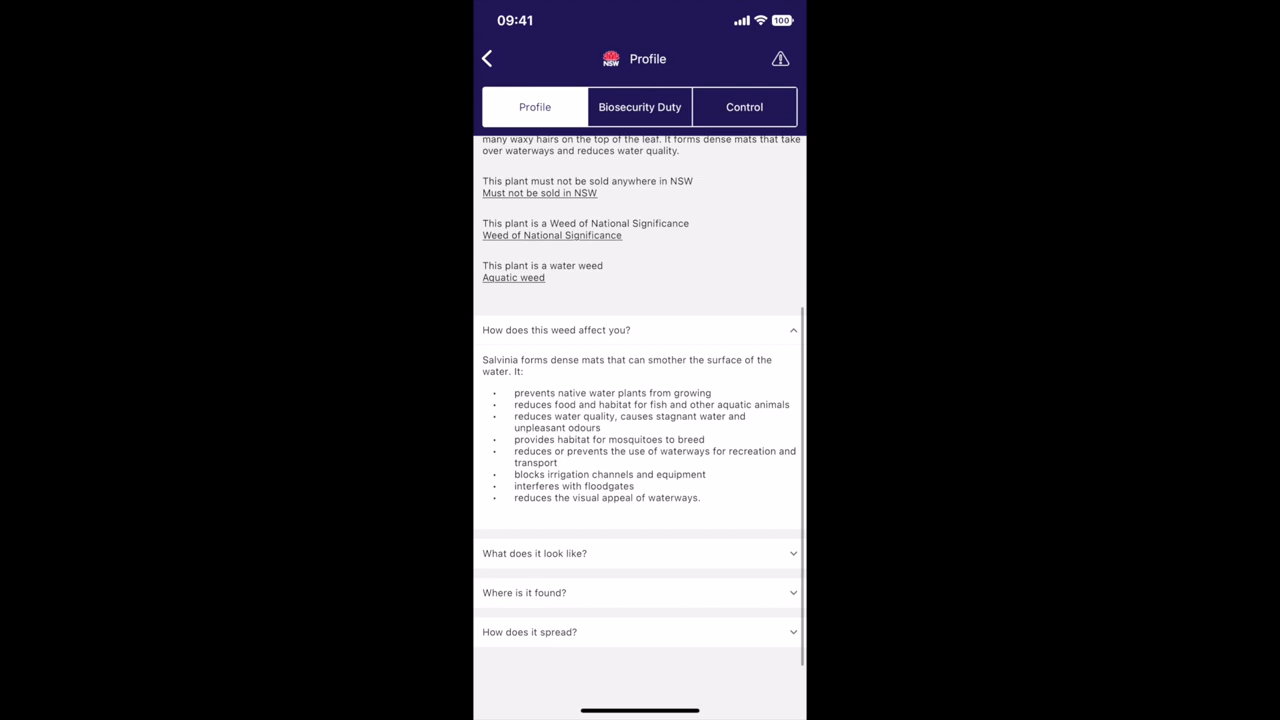 09:41
100
NSW
Profile
Profile
Biosecurity Duty
Control
many waxy hairs on the top of the leaf. It forms dense mats that take
over waterways and reduces water quality.
This plant must not be sold anywhere in NSW
Must not be sold in NSW
This plant is a Weed of National Significance
Weed of National Significance
This plant is a water weed
Aquatic weed
How does this weed affect you?
Salvinia forms dense mats that can smother the surface of the
water. It:
• prevents native water plants from growing
• reduces food and habitat for fish and other aquatic animals
• reduces water quality, causes stagnant water and
unpleasant odours
• provides habitat for mosquitoes to breed
• reduces or prevents the use of waterways for recreation and
transport
• blocks irrigation channels and equipment
• interferes with floodgates
• reduces the visual appeal of waterways.
What does it look like?
Where is it found?
How does it spread?